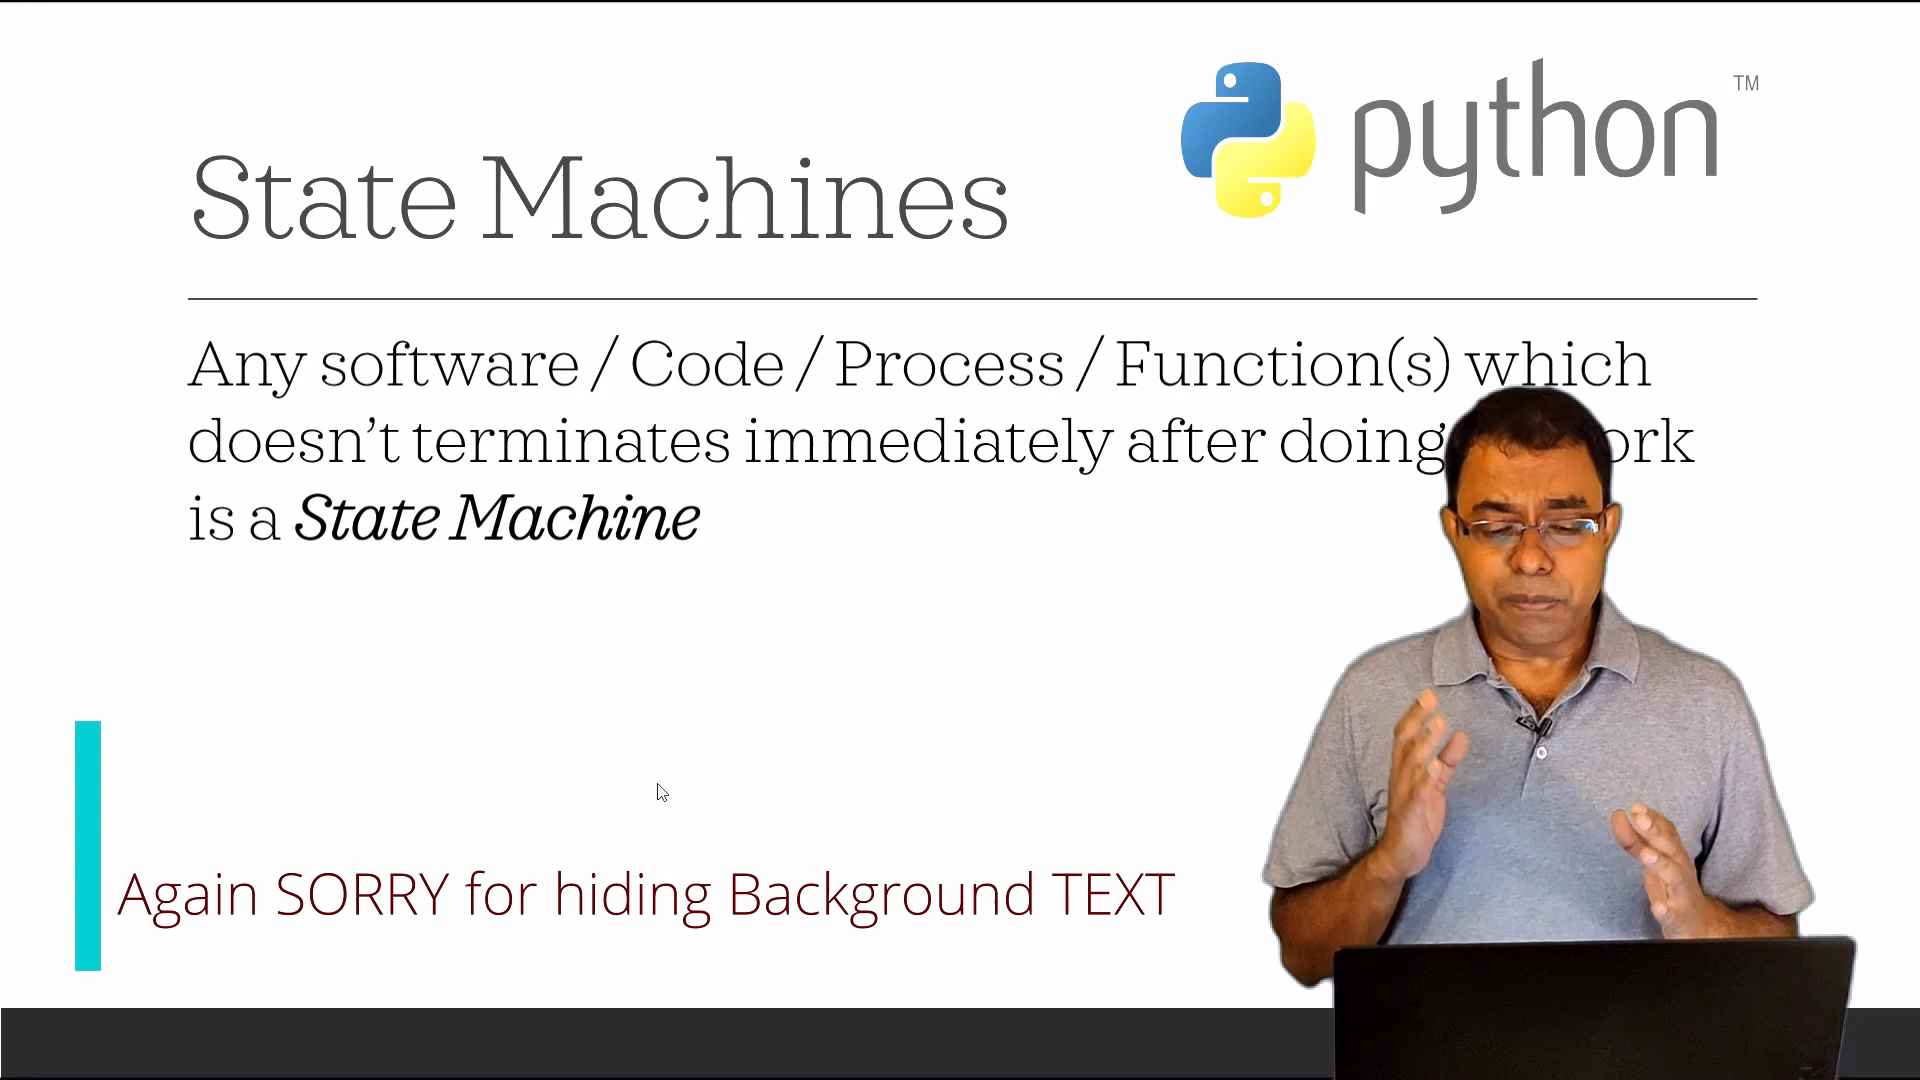 python TM
State Machines
Any software / Code / Process / Function(s) which
doesn't terminates immediately after doing
is a State Machine
Again SORRY for hiding Background TEXT